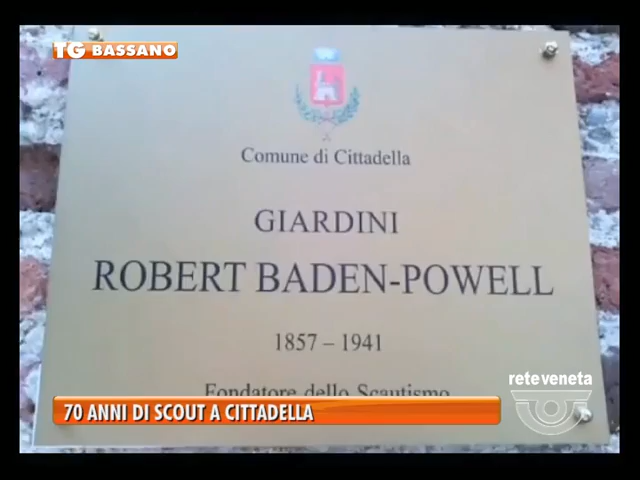 TG BASSANO
Comune di Cittadella
GIARDINI
ROBERT BADEN-POWELL
1857 – 1941
Fondatore dello Scautismo
70 ANNI DI SCOUT A CITTADELLA
reteveneta